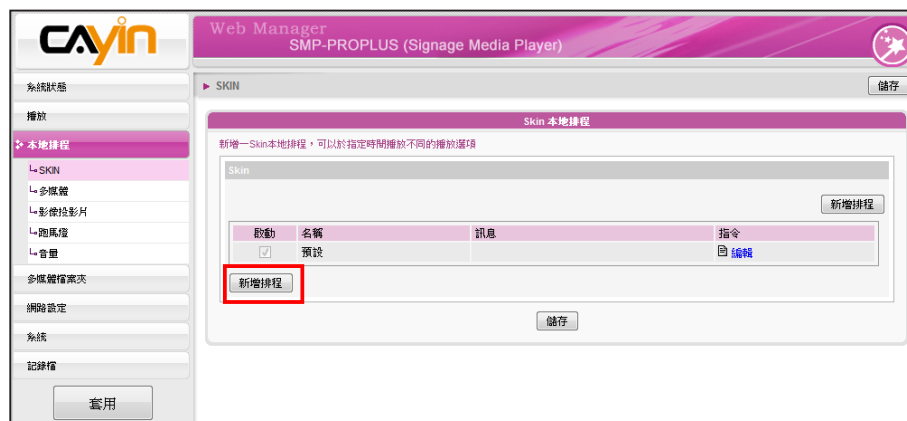 CAYIN
Web Manager
SMP-PROPLUS (Signage Media Player)
系統狀態
播放
本地排程
SKIN
多媒體
影像投影片
跑馬燈
音量
多媒體檔案夾
網路設定
系統
記錄檔
套用
SKIN
儲存
Skin 本地排程
新增一Skin本地排程，可以於指定時間播放不同的播放選項
Skin
新增排程
啟動 名稱 訊息 指令
預設 編輯
新增排程
儲存